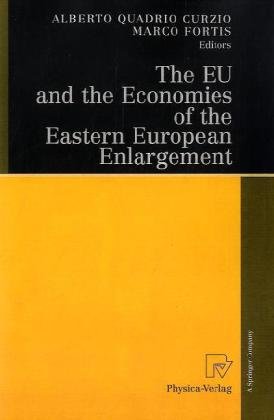 ALBERTO QUADRIO CURZIO
MARCO FORTIS
Editors
The EU
and the Economies
of the
Eastern European
Enlargement
Physica-Verlag
A Springer Company